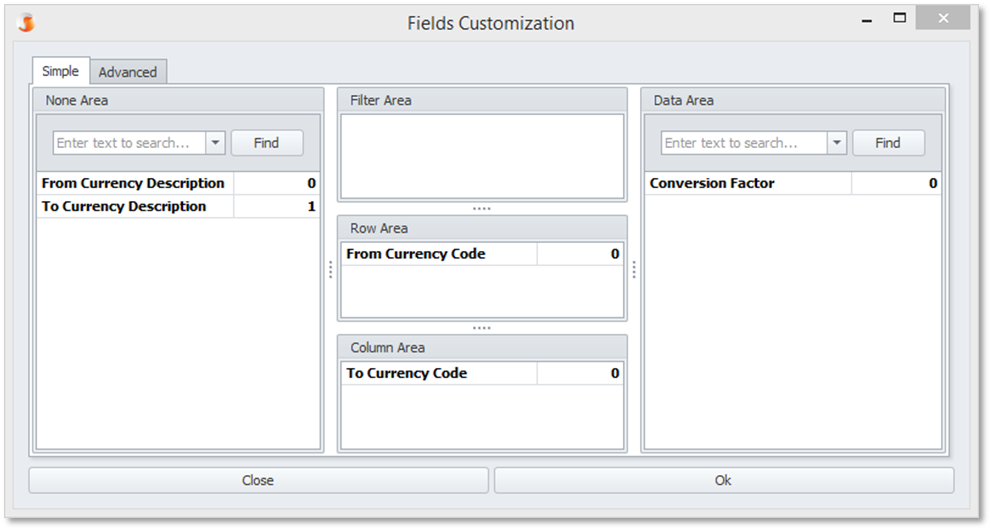 Fields Customization
Simple
Advanced
None Area
Enter text to search...
Find
From Currency Description 0
To Currency Description 1
Filter Area
Row Area
From Currency Code 0
Column Area
To Currency Code 0
Data Area
Enter text to search...
Find
Conversion Factor 0
Close
Ok